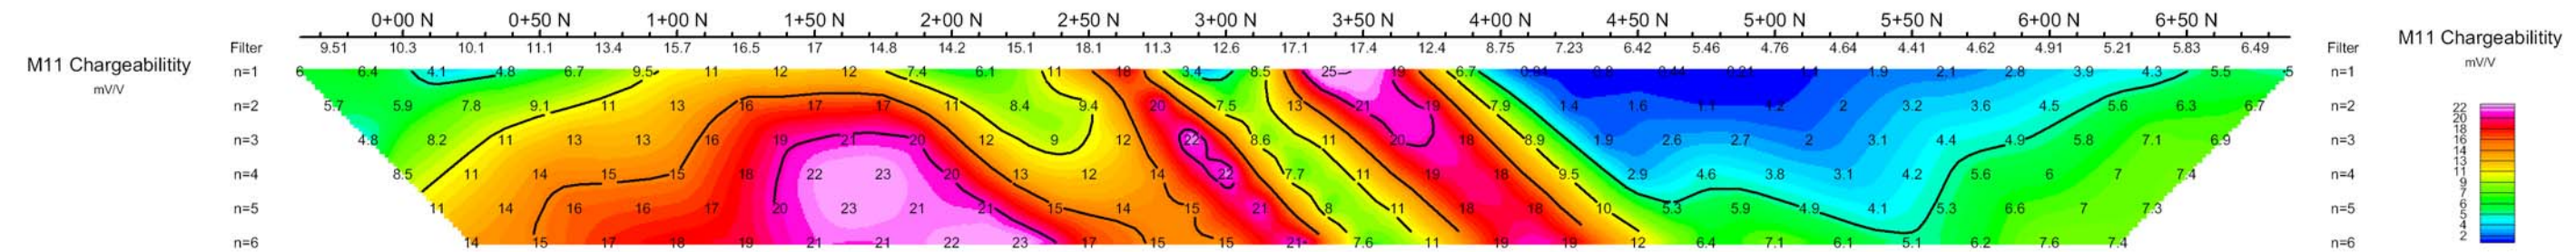 0+00 N 0+50 N 1+00 N 1+50 N 2+00 N 2+50 N 3+00 N 3+50 N 4+00 N 4+50 N 5+00 N 5+50 N 6+00 N 6+50 N
M11 Chargeabilitity
mV/V
Filter 9.51 10.3 10.1 11.1 13.4 15.7 16.5 17 14.8 14.2 15.1 18.1 11.3 12.6 17.1 17.4 12.4 8.75 7.23 6.42 5.46 4.76 4.64 4.41 4.62 4.91 5.21 5.83 6.49 Filter
n=1 6 6.4 4.1 4.8 6.7 9.5 11 12 12 7.4 6.1 11 18 3.4 8.5 25 19 6.7 0.91 0.8 0.44 0.21 1.1 1.9 2.1 2.8 3.9 4.3 5.5 5 n=1
n=2 5.7 5.9 7.8 9.1 11 13 16 17 17 11 8.4 9.4 20 7.5 13 21 19 7.9 1.4 1.6 1.1 1.2 2 3.2 3.6 4.5 5.6 6.3 6.7 n=2
n=3 4.8 8.2 11 13 13 16 19 21 20 12 9 12 22 8.6 11 20 18 8.9 1.9 2.6 2.7 2 3.1 4.4 4.9 5.8 7.1 6.9 n=3
n=4 8.5 11 14 15 15 18 22 23 20 13 12 14 22 7.7 11 19 18 9.5 2.9 4.6 3.8 3.1 4.2 5.6 6 7 7.4 n=4
n=5 11 14 16 16 17 20 23 21 21 15 14 15 21 8 11 18 18 10 5.3 5.9 4.9 4.1 5.3 6.6 7 7.3 n=5
n=6 14 15 17 18 19 21 21 22 23 17 15 15 21 7.6 11 19 19 12 6.4 7.1 6.1 5.1 6.2 7.6 7.4 n=6
M11 Chargeabilitity
mV/V
22
20
18
16
14
13
11
9
7
6
5
4
2